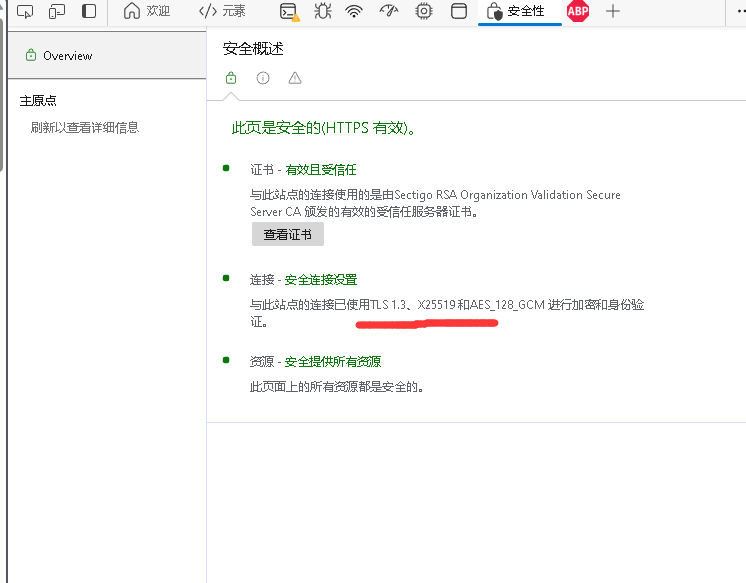 欢迎
元素
安全性
ABP
Overview
安全概述
主原点
刷新以查看详细信息
此页是安全的(HTTPS 有效)。
证书 - 有效且受信任
与此站点的连接使用的是由Sectigo RSA Organization Validation Secure
Server CA 颁发的有效的受信任服务器证书。
查看证书
连接 - 安全连接设置
与此站点的连接已使用TLS 1.3、X25519 和AES_128_GCM 进行加密和身份验
证。
资源 - 安全提供所有资源
此页面上的所有资源都是安全的。